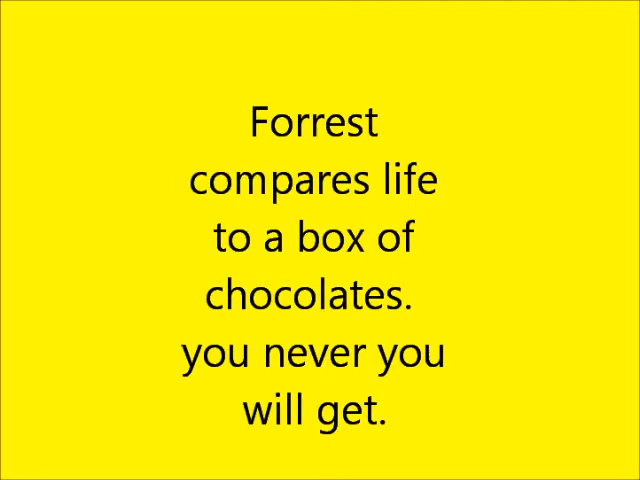 Forrest
compares life
to a box of
chocolates.
you never you
will get.